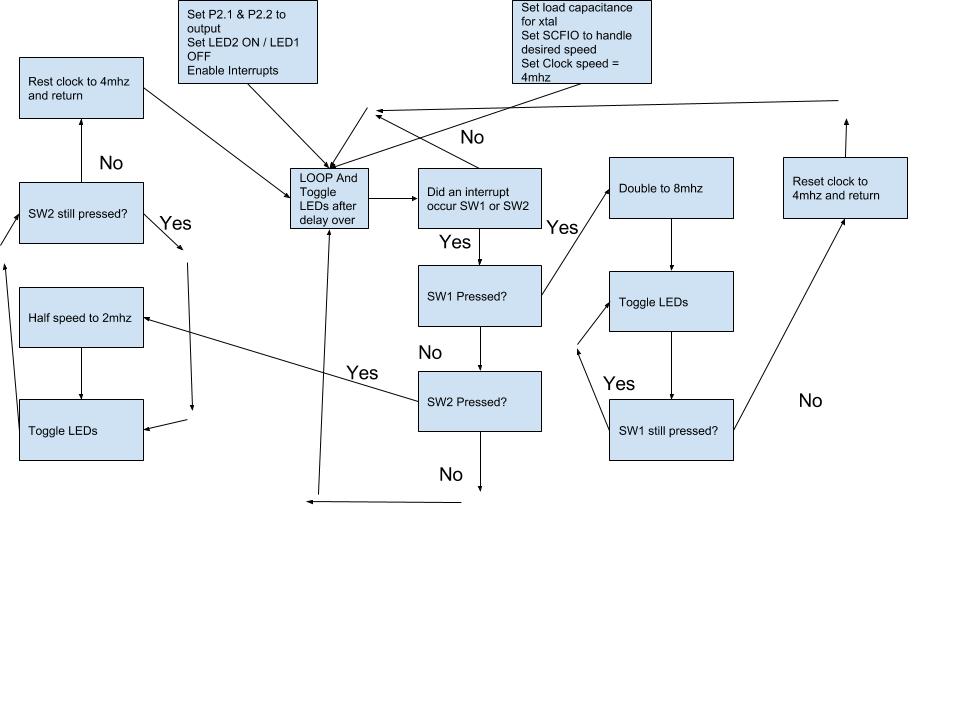 Set P2.1 & P2.2 to
output
Set LED2 ON / LED1
OFF
Enable Interrupts
Set load capacitance
for xtal
Set SCFIO to handle
desired speed
Set Clock speed =
4mhz
Rest clock to 4mhz
and return
No
No
SW2 still pressed?
Yes
LOOP And
Toggle
LEDs after
delay over
Did an interrupt
occur SW1 or SW2
Yes
Yes
Double to 8mhz
Reset clock to
4mhz and return
Half speed to 2mhz
SW1 Pressed?
Toggle LEDs
No
Yes
Yes
No
SW2 Pressed?
Toggle LEDs
SW1 still pressed?
No